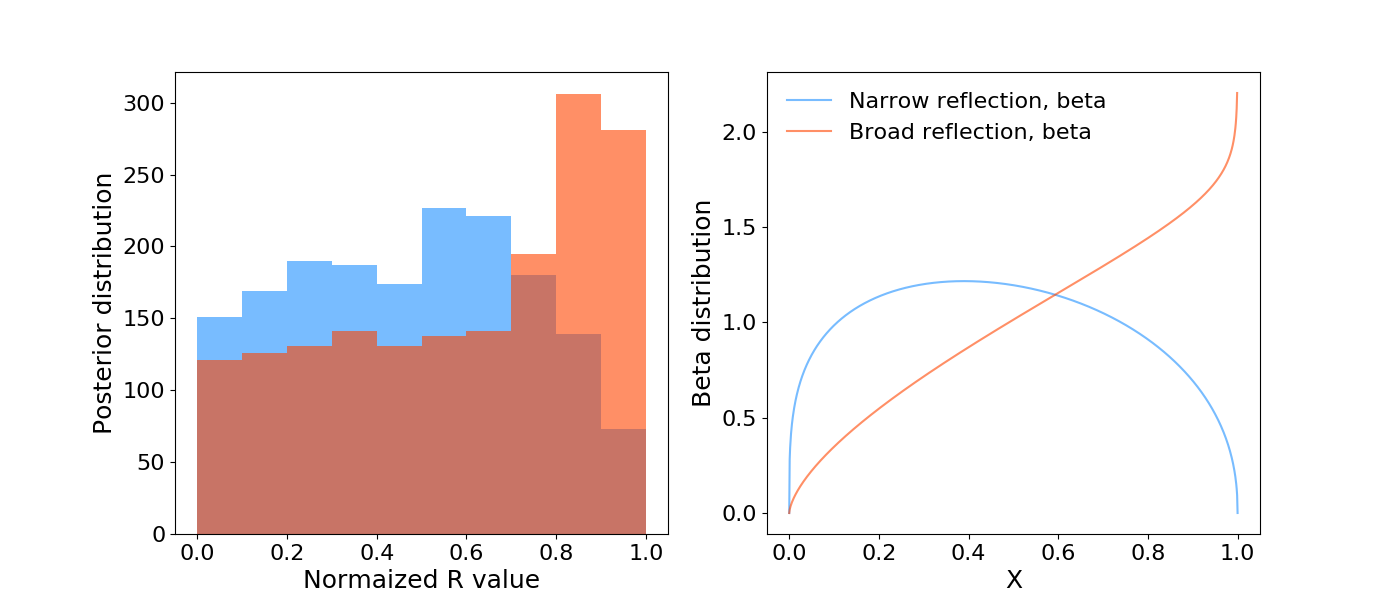 Posterior distribution
300
250
200
150
100
50
0
0.0 0.2 0.4 0.6 0.8 1.0
Normaized R value
Beta distribution
2.0
1.5
1.0
0.5
0.0
Narrow reflection, beta
Broad reflection, beta
0.0 0.2 0.4 0.6 0.8 1.0
X